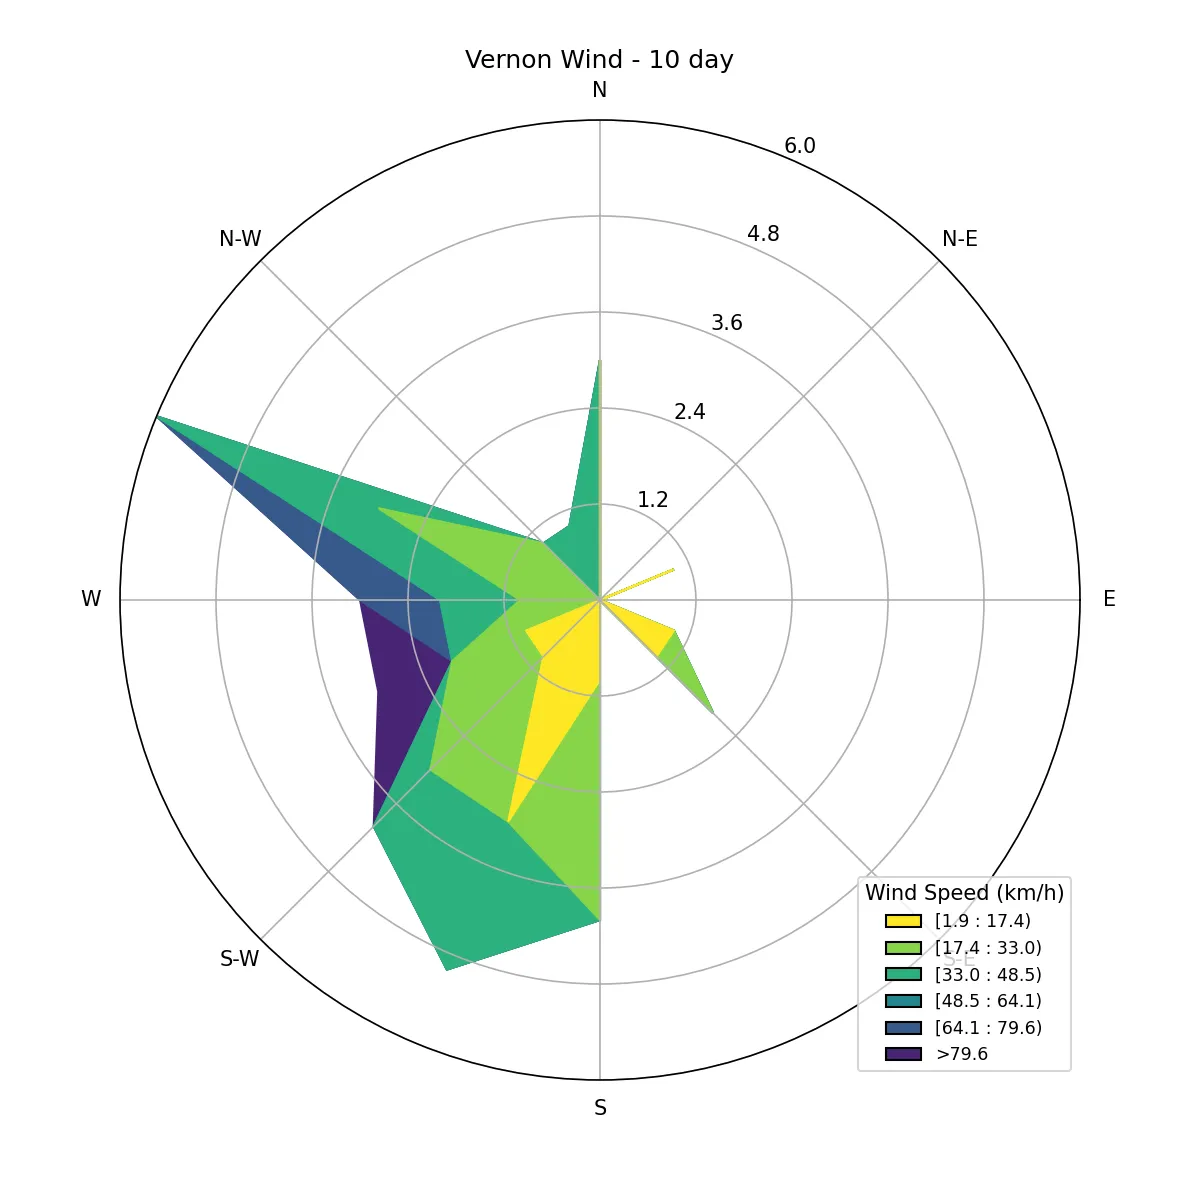 Vernon Wind - 10 day
N
6.0
N-W
4.8
N-E
3.6
2.4
1.2
W
E
Wind Speed (km/h)
[1.9 : 17.4)
[17.4 : 33.0)
S-W
S-E
[33.0 : 48.5)
[48.5 : 64.1)
[64.1 : 79.6)
>79.6
S